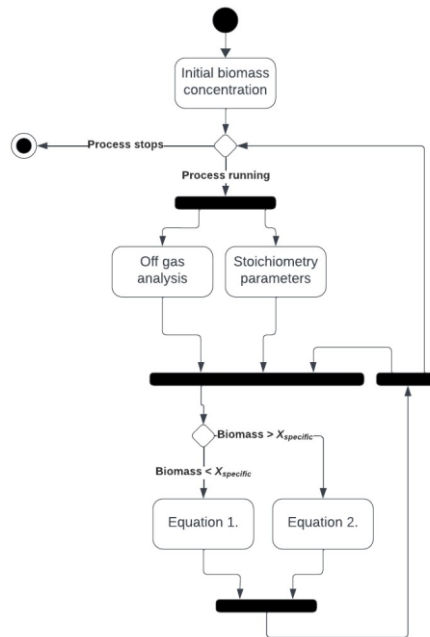 Initial biomass
concentration
Process stops
Process running
Off gas
analysis
Stoichiometry
parameters
Biomass > Xspecific
Biomass < Xspecific
Equation 1.
Equation 2.